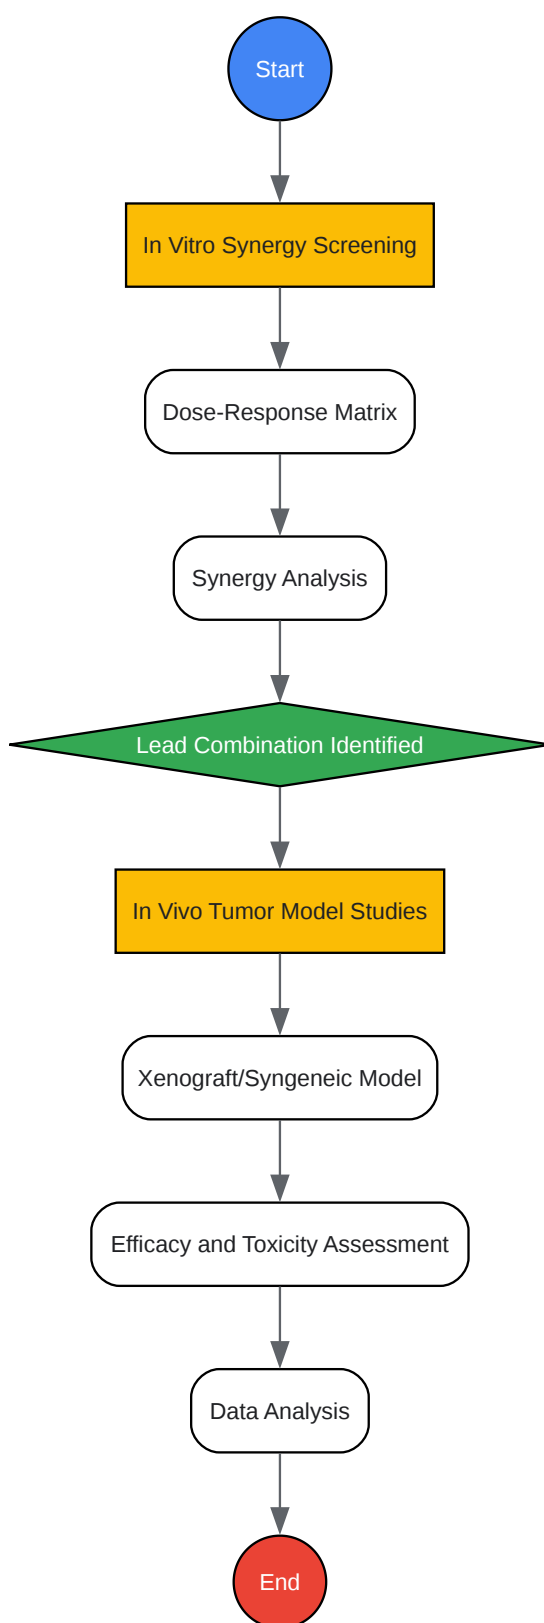 Start
In Vitro Synergy Screening
Dose-Response Matrix
Synergy Analysis
Lead Combination Identified
In Vivo Tumor Model Studies
Xenograft/Syngeneic Model
Efficacy and Toxicity Assessment
Data Analysis
End